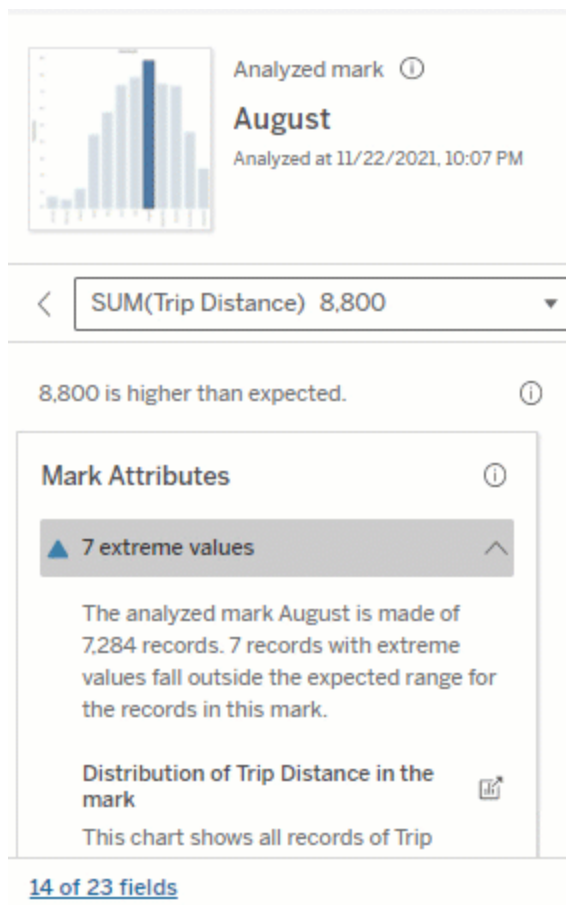 Analyzed mark
August
Analyzed at 11/22/2021, 10:07 PM
SUM(Trip Distance) 8,800
8,800 is higher than expected.
Mark Attributes
7 extreme values
The analyzed mark August is made of
7,284 records. 7 records with extreme
values fall outside the expected range for
the records in this mark.
Distribution of Trip Distance in the
mark
This chart shows all records of Trip
14 of 23 fields